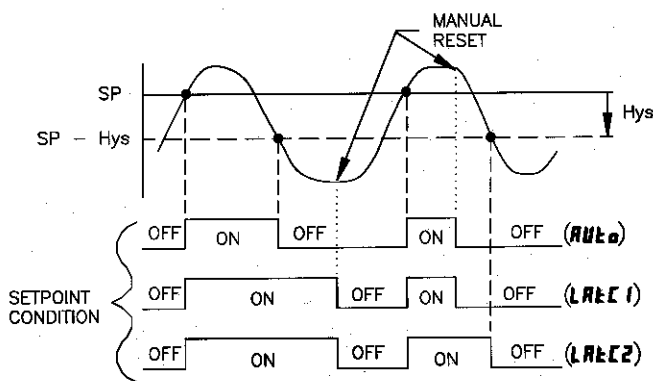 MANUAL
RESET
SP
Hys
SP - Hys
OFF ON OFF ON OFF (AUto)
OFF ON OFF ON OFF (LAtC1)
SETPOINT
CONDITION
OFF ON OFF ON OFF (LAtC2)